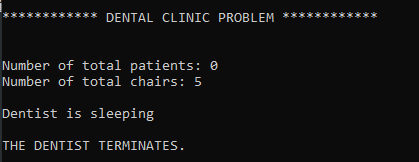 ************ DENTAL CLINIC PROBLEM ************
Number of total patients: 0
Number of total chairs: 5
Dentist is sleeping
THE DENTIST TERMINATES.